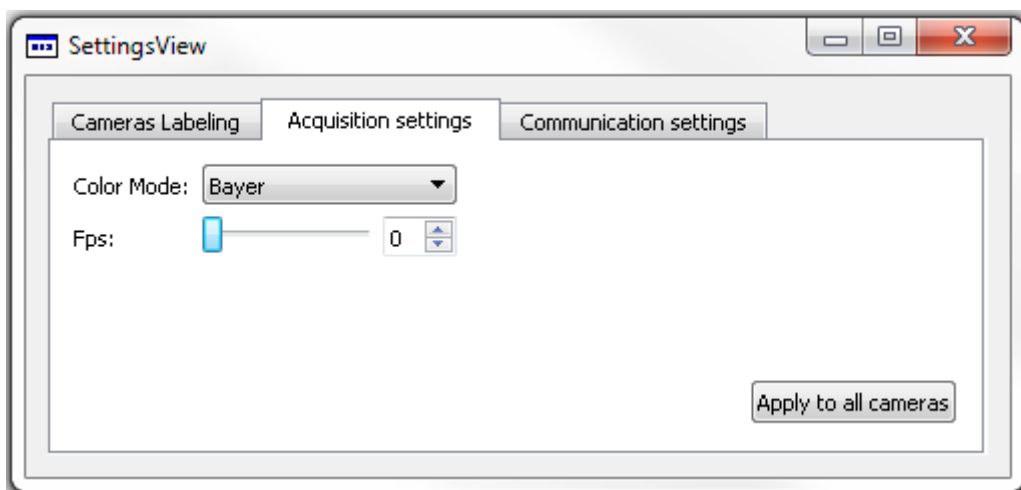 SettingsView
Cameras Labeling Acquisition settings Communication settings
Color Mode: Bayer
Fps: 0
Apply to all cameras